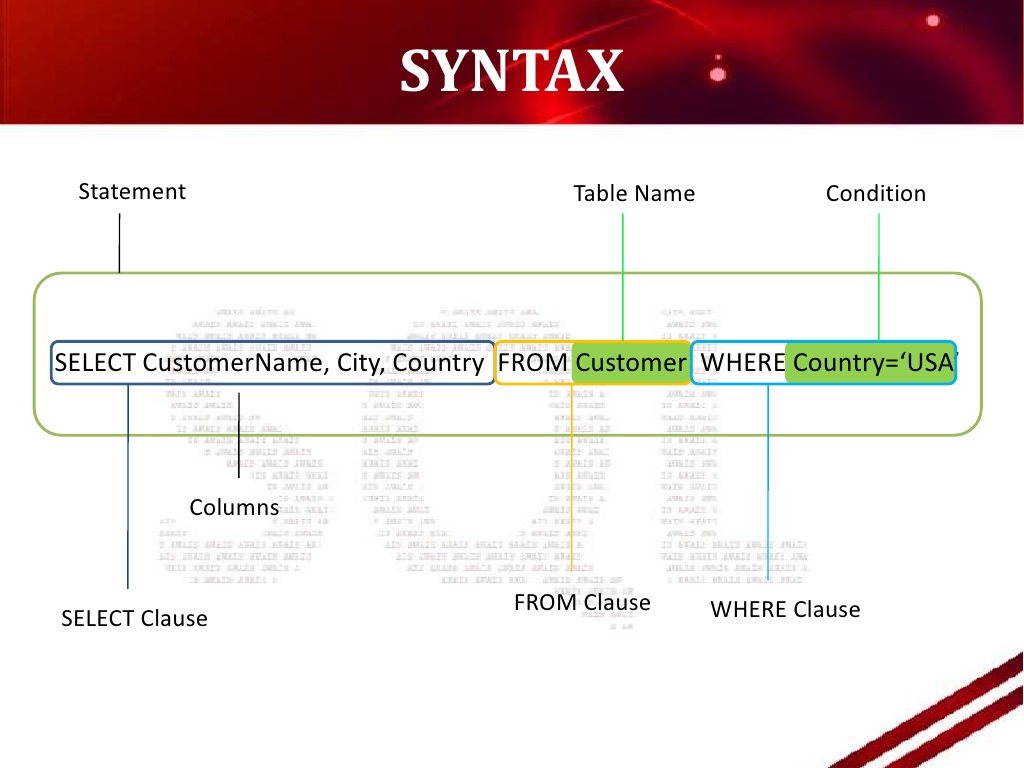 SYNTAX
Statement
Table Name
Condition
SELECT CustomerName, City, Country FROM Customer WHERE Country=‘USA’
Columns
SELECT Clause
FROM Clause
WHERE Clause